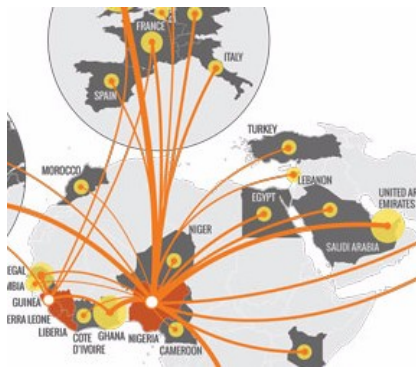 FRANCE
ITALY
SPAIN
TURKEY
MOROCCO
LEBANON
EGYPT
UNITED AR
EMIRATES
NIGER
SAUDI ARABIA
EGAL
MBIA
GUINEA
ERRA LEONE
LIBERIA
COTE
D'IVOIRE
GHANA
NIGERIA
CAMEROON